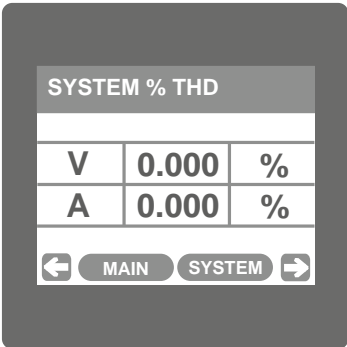 SYSTEM % THD
V 0.000 %
A 0.000 %
MAIN SYSTEM